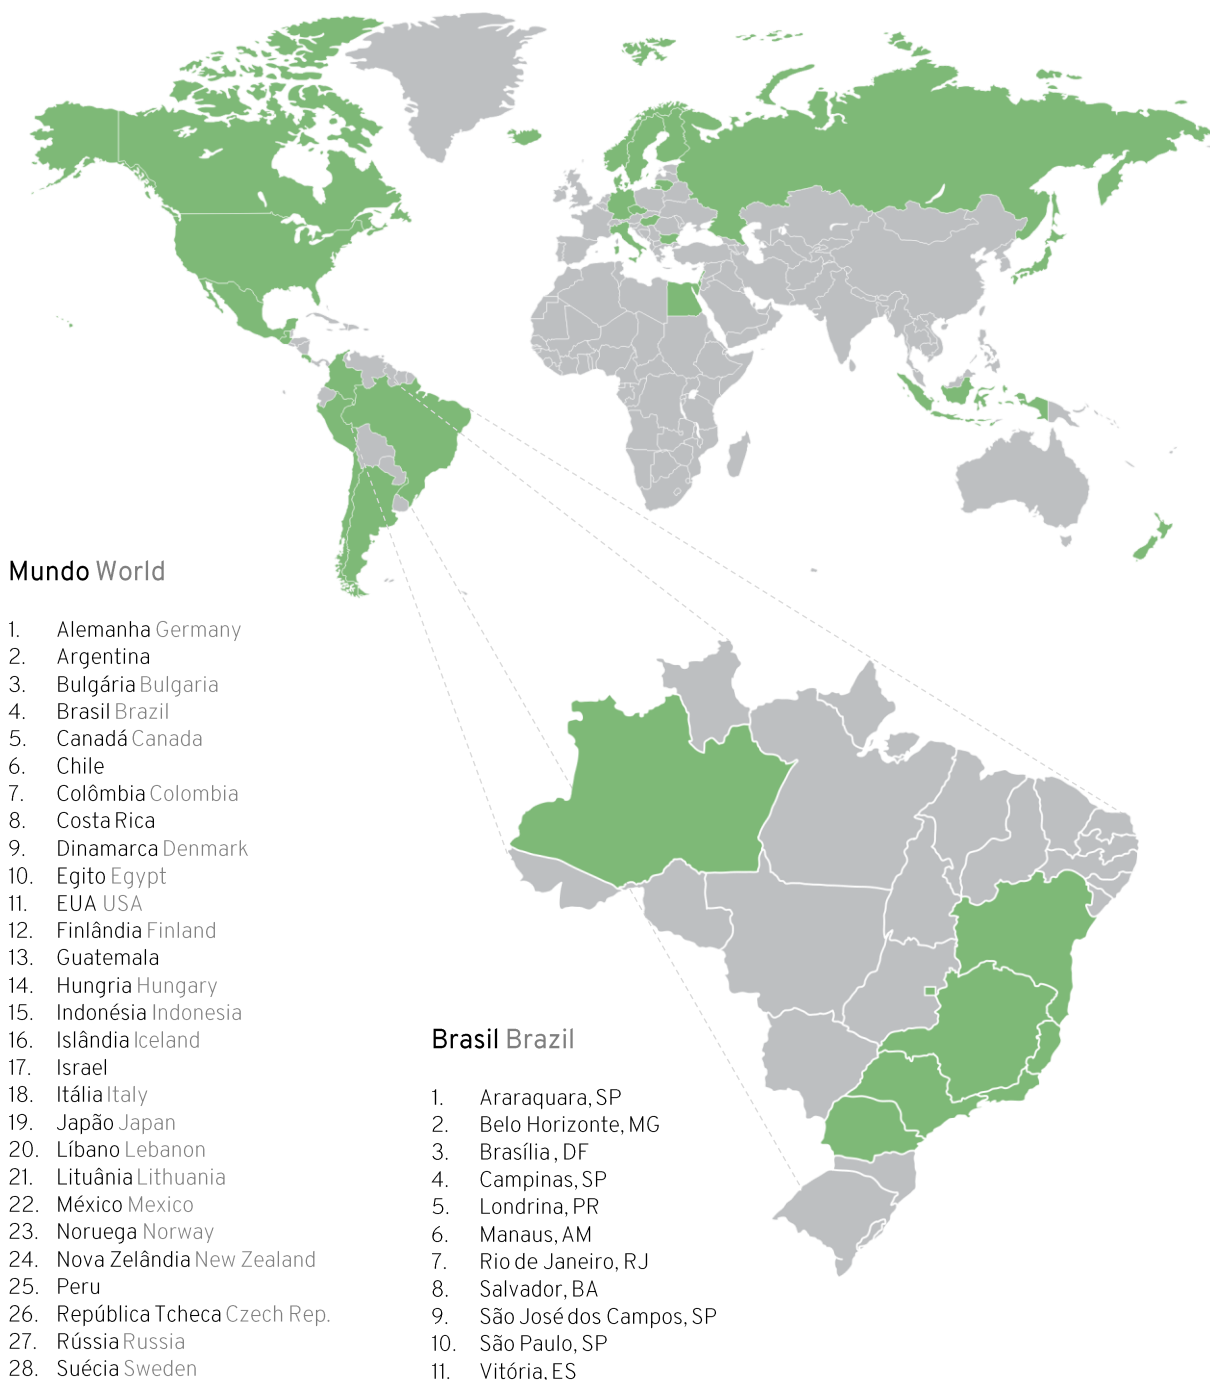 Mundo World
1. Alemanha Germany
2. Argentina
3. Bulgária Bulgaria
4. Brasil Brazil
5. Canadá Canada
6. Chile
7. Colômbia Colombia
8. Costa Rica
9. Dinamarca Denmark
10. Egito Egypt
11. EUA USA
12. Finlândia Finland
13. Guatemala
14. Hungria Hungary
15. Indonésia Indonesia
16. Islândia Iceland
17. Israel
18. Itália Italy
19. Japão Japan
20. Líbano Lebanon
21. Lituânia Lithuania
22. México Mexico
23. Noruega Norway
24. Nova Zelândia New Zealand
25. Peru
26. República Tcheca Czech Rep.
27. Rússia Russia
28. Suécia Sweden
Brasil Brazil
1. Araraquara, SP
2. Belo Horizonte, MG
3. Brasília , DF
4. Campinas, SP
5. Londrina, PR
6. Manaus, AM
7. Rio de Janeiro, RJ
8. Salvador, BA
9. São José dos Campos, SP
10. São Paulo, SP
11. Vitória, ES